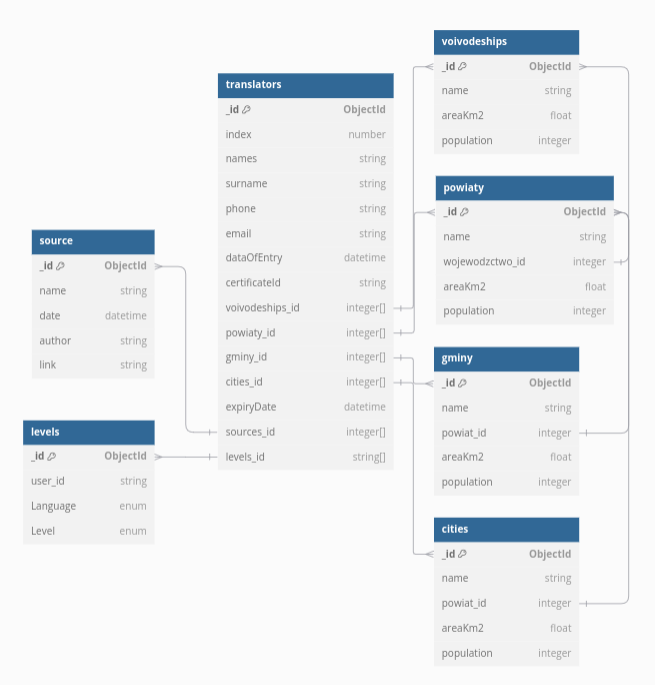 source
_id ObjectId
name string
date datetime
author string
link string
levels
_id ObjectId
user_id string
Language enum
Level enum
translators
_id ObjectId
index number
names string
surname string
phone string
email string
dataOfEntry datetime
certificateId string
voivodeships_id integer[]
powiaty_id integer[]
gminy_id integer[]
cities_id integer[]
expiryDate datetime
sources_id integer[]
levels_id string[]
voivodeships
_id ObjectId
name string
areaKm2 float
population integer
powiaty
_id ObjectId
name string
wojewodzctwo_id integer
areaKm2 float
population integer
gminy
_id ObjectId
name string
powiat_id integer
areaKm2 float
population integer
cities
_id ObjectId
name string
powiat_id integer
areaKm2 float
population integer